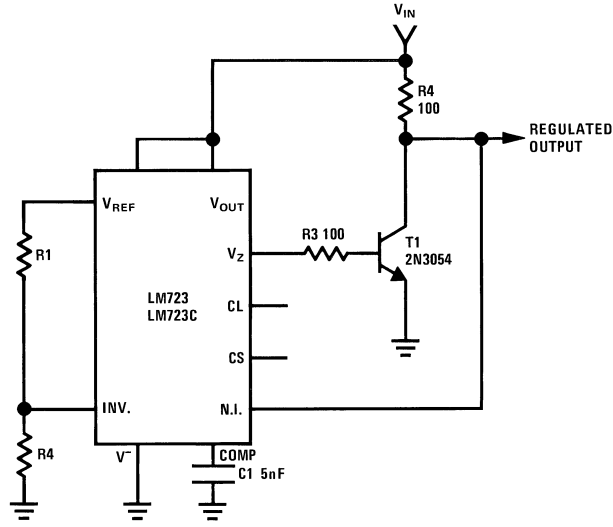 VIN
R4
100
REGULATED
OUTPUT
VREF
VOUT
R1
VZ
R3 100
T1
2N3054
LM723
LM723C
CL
CS
INV.
N.I.
R4
V-
COMP
C1 5nF